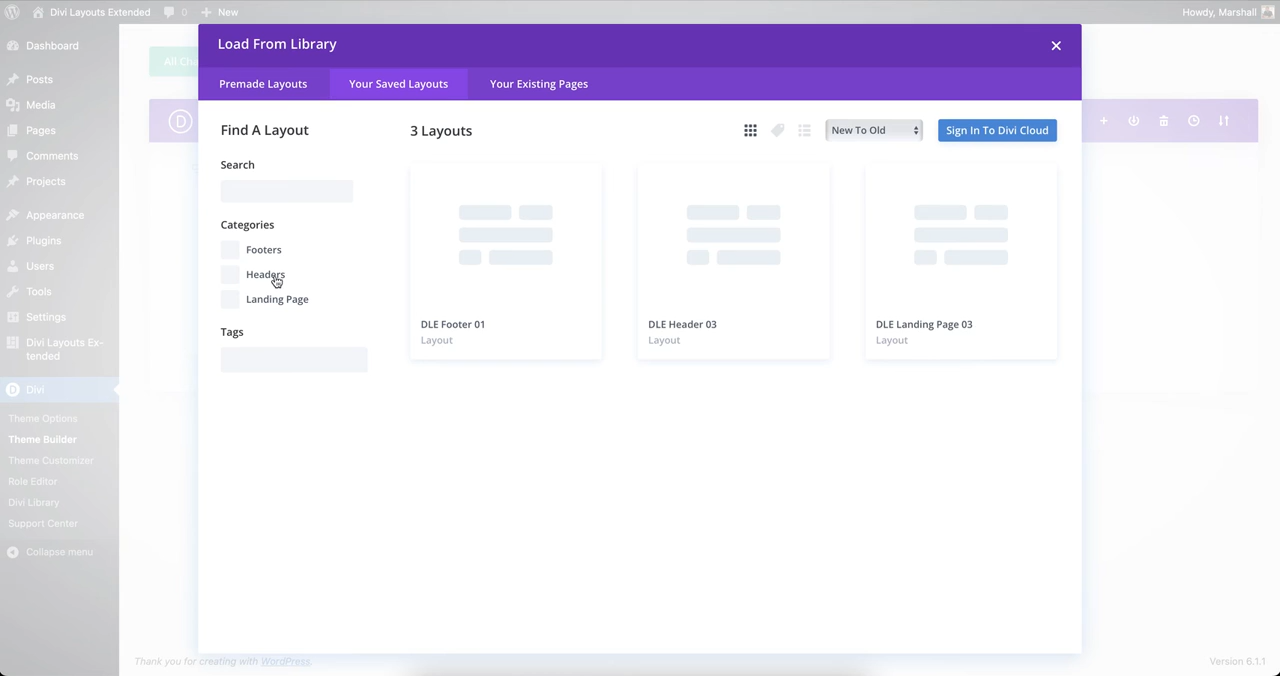 Divi Layouts Extended
0
New
Howdy, Marshall
Dashboard
Posts
Media
Pages
Comments
Projects
Appearance
Plugins
Users
Tools
Settings
Divi Layouts Ex-
tended
Divi
Theme Options
Theme Builder
Theme Customizer
Role Editor
Divi Library
Support Center
Collapse menu
D
Load From Library
Premade Layouts
Your Saved Layouts
Your Existing Pages
Find A Layout
Search
Categories
Footers
Headers
Landing Page
Tags
3 Layouts
New To Old
Sign In To Divi Cloud
DLE Footer 01
Layout
DLE Header 03
Layout
DLE Landing Page 03
Layout
Thank you for creating with WordPress.
Version 6.1.1